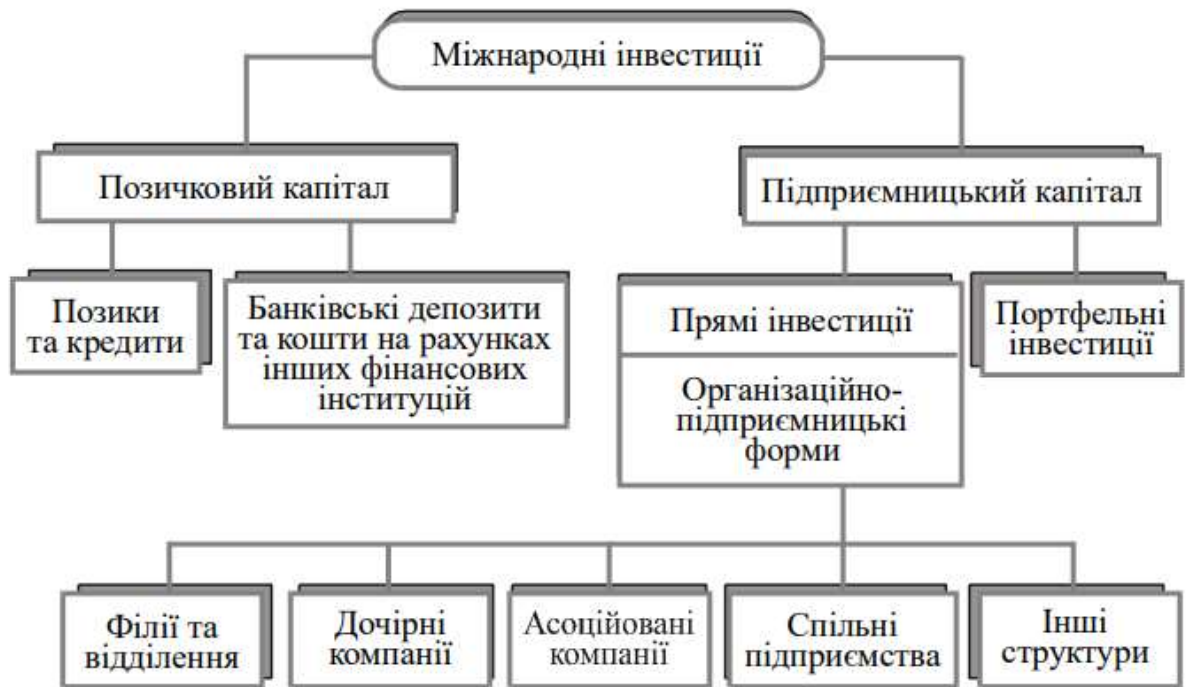 Міжнародні інвестиції
Позичковий капітал
Підприємницький капітал
Позики
та кредити
Банківські депозити
та кошти на рахунках
інших фінансових
інституцій
Прямі інвестиції
Організаційно-
підприємницькі
форми
Портфельні
інвестиції
Філії та
відділення
Дочірні
компанії
Асоційовані
компанії
Спільні
підприємства
Інші
структури